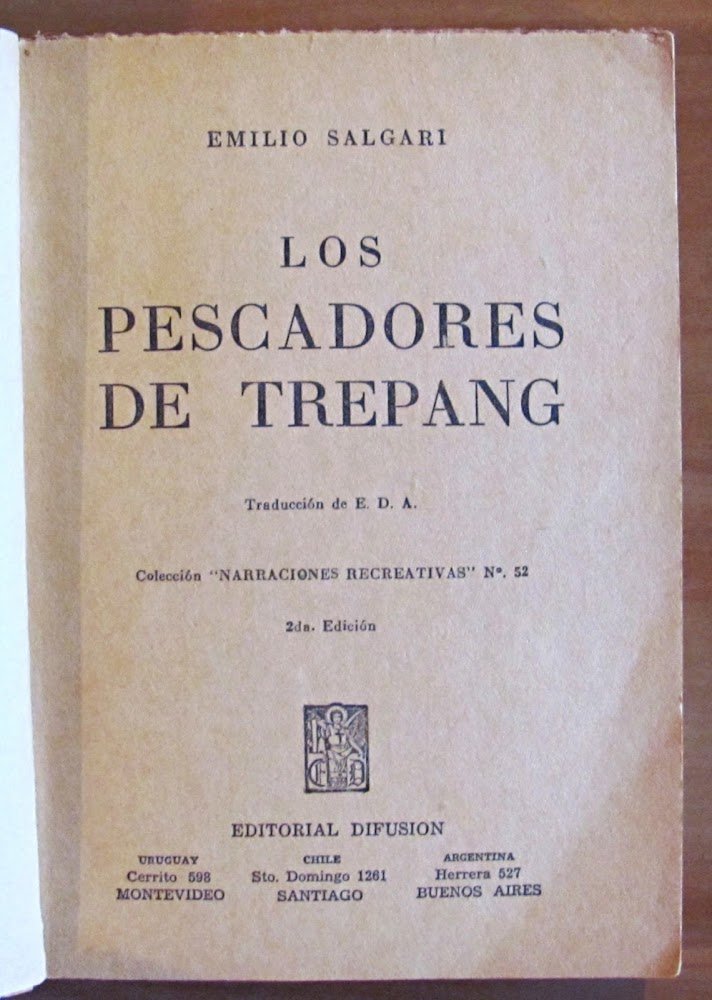 EMILIO SALGARI
LOS
PESCADORES
DE TREPANG
Traducción de E. D. A.
Colección "NARRACIONES RECREATIVAS" Nº. 52
2da. Edición
EDITORIAL DIFUSION
URUGUAY CHILE ARGENTINA
Cerrito 598 Sto. Domingo 1261 Herrera 527
MONTEVIDEO SANTIAGO BUENOS AIRES